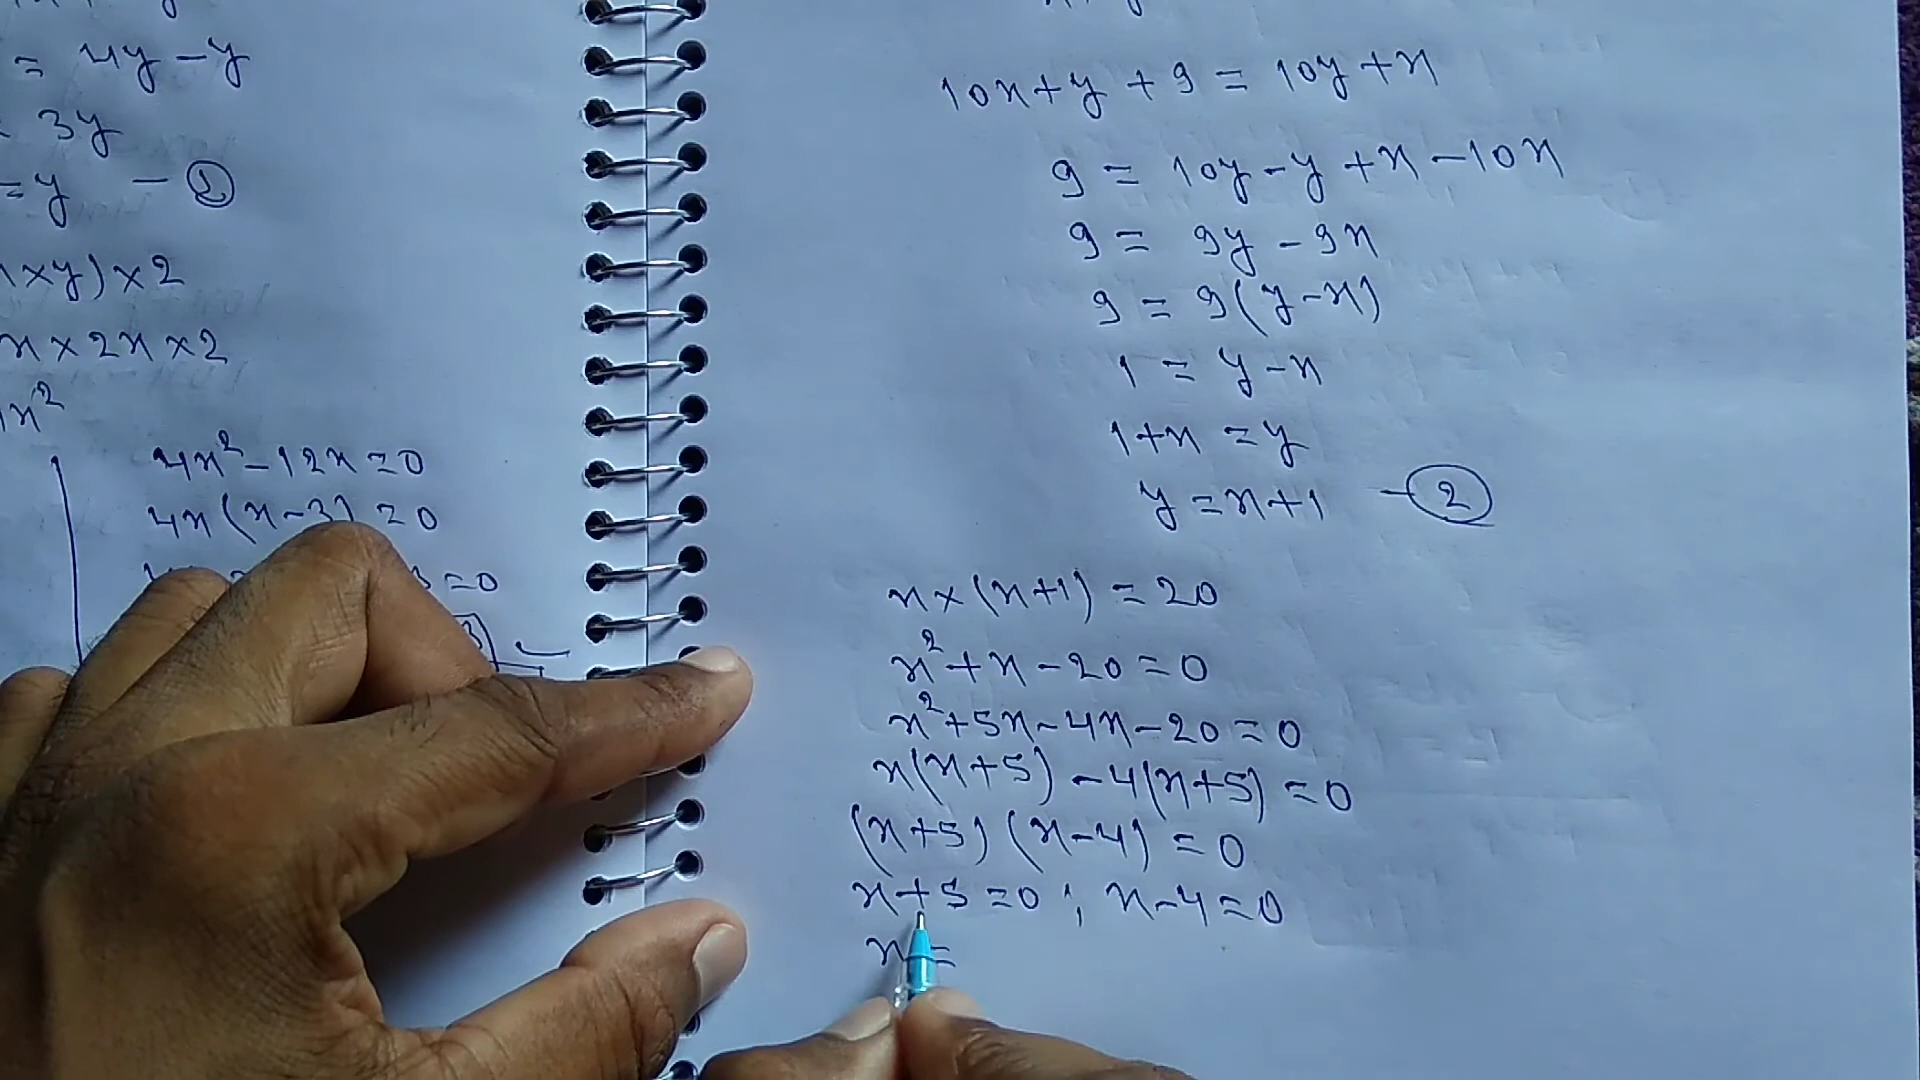 = 4y - y
3y
= y - ①
x y) x 2
x x 2x x 2
x²
4x² - 12x = 0
4x (x - 3) = 0
= 0
3
10x + y + 9 = 10y + x
9 = 10y - y + x - 10x
9 = 9y - 9x
9 = 9(y - x)
1 = y - x
1 + x = y
y = x + 1 - ②
x × (x + 1) = 20
x² + x - 20 = 0
x² + 5x - 4x - 20 = 0
x(x + 5) - 4(x + 5) = 0
(x + 5) (x - 4) = 0
x + 5 = 0 ; x - 4 = 0
x =